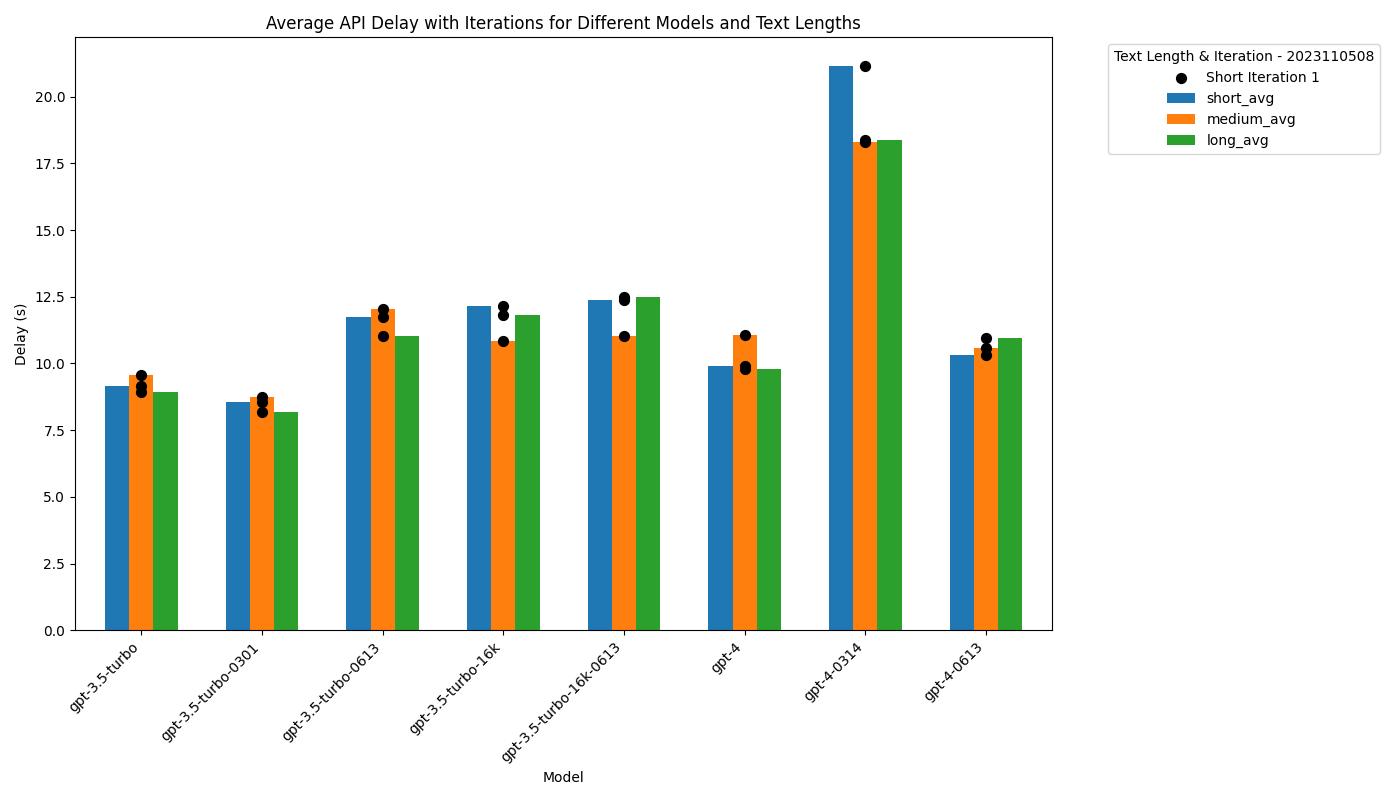 Average API Delay with Iterations for Different Models and Text Lengths
Text Length & Iteration - 2023110508
Short Iteration 1
short_avg
medium_avg
long_avg
Delay (s)
20.0
17.5
15.0
12.5
10.0
7.5
5.0
2.5
0.0
gpt-3.5-turbo
gpt-3.5-turbo-0301
gpt-3.5-turbo-0613
gpt-3.5-turbo-16k
gpt-3.5-turbo-16k-0613
gpt-4
gpt-4-0314
gpt-4-0613
Model